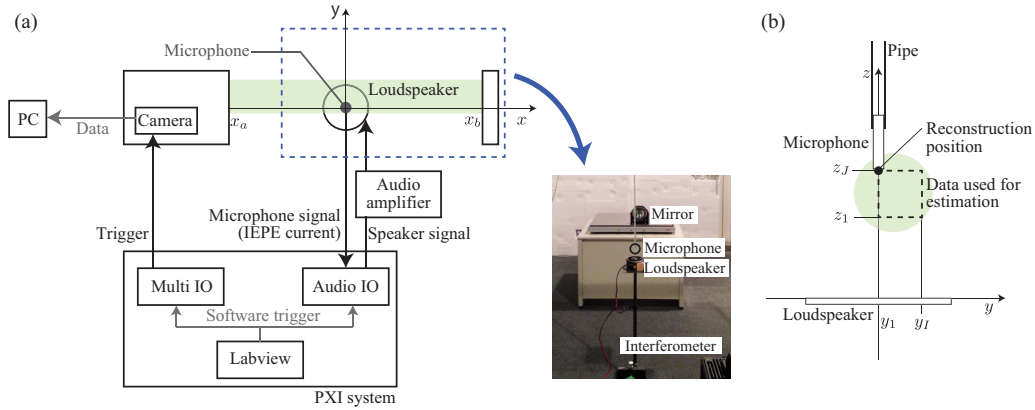 (a)
y
Microphone
Loudspeaker
PC
Data
Camera
x_a
x_b
x
Audio
amplifier
Trigger
Microphone signal
(IEPE current)
Speaker signal
Multi IO
Audio IO
Software trigger
Labview
PXI system
Mirror
Microphone
Loudspeaker
Interferometer
(b)
Pipe
z
Microphone
Reconstruction
position
z_J
Data used for
estimation
z_1
Loudspeaker
y_1
y_I
y